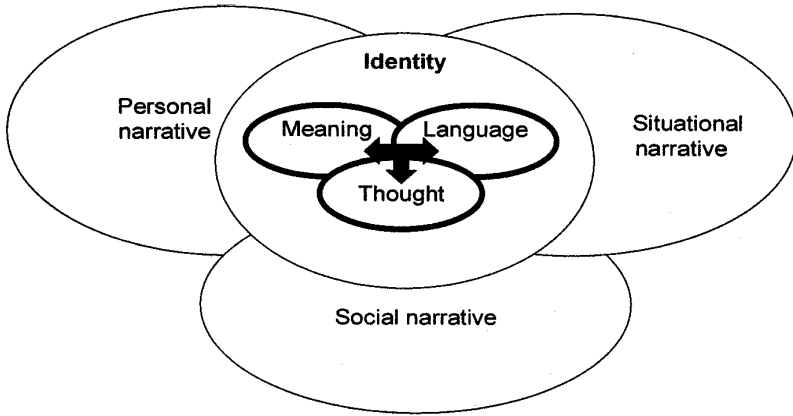 Identity
Personal
narrative
Meaning
Language
Situational
narrative
Thought
Social narrative